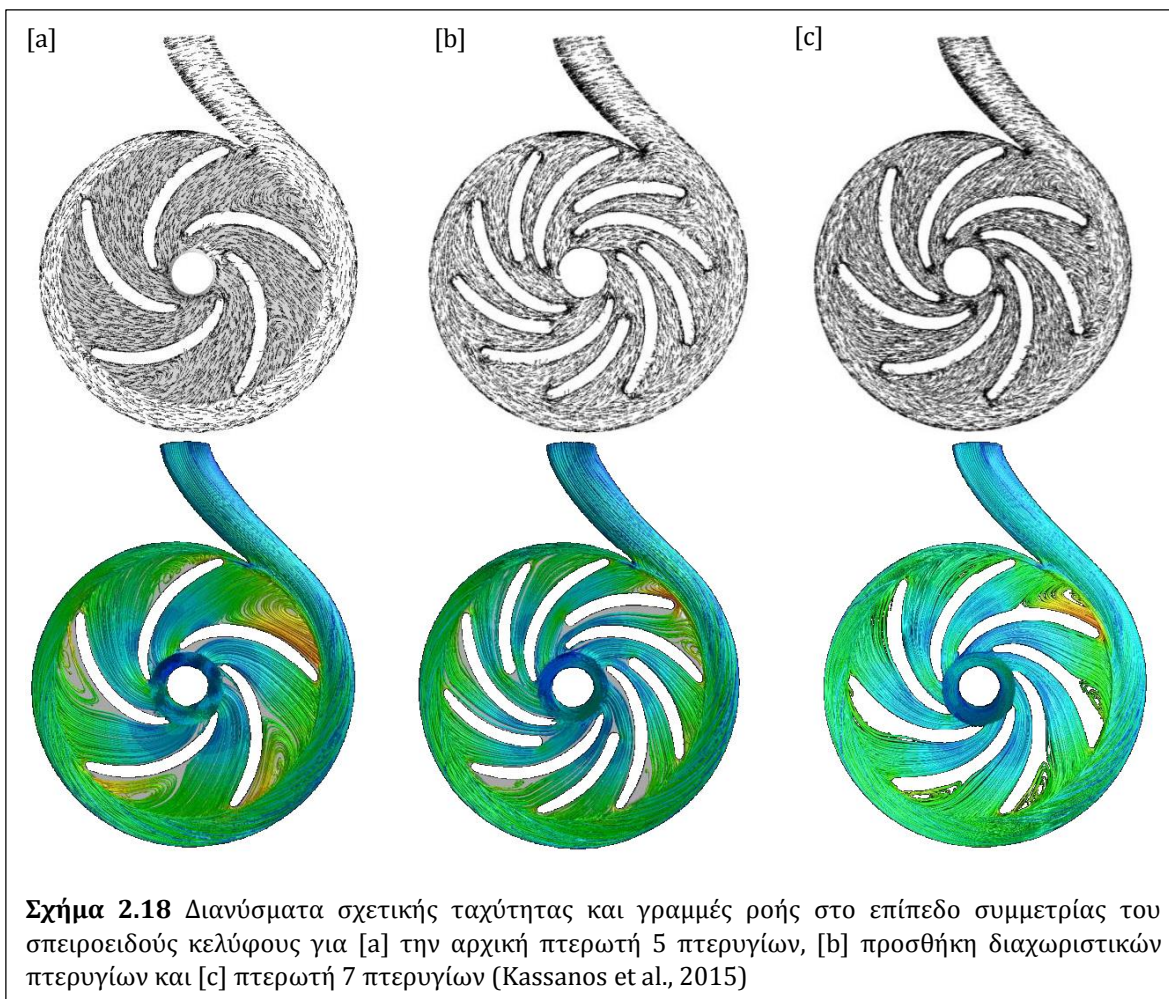 [a] [b] [c]
Σχήμα 2.18 Διανύσματα σχετικής ταχύτητας και γραμμές ροής στο επίπεδο συμμετρίας του
σπειροειδούς κελύφους για [a] την αρχική πτερωτή 5 πτερυγίων, [b] προσθήκη διαχωριστικών
πτερυγίων και [c] πτερωτή 7 πτερυγίων (Kassanos et al., 2015)